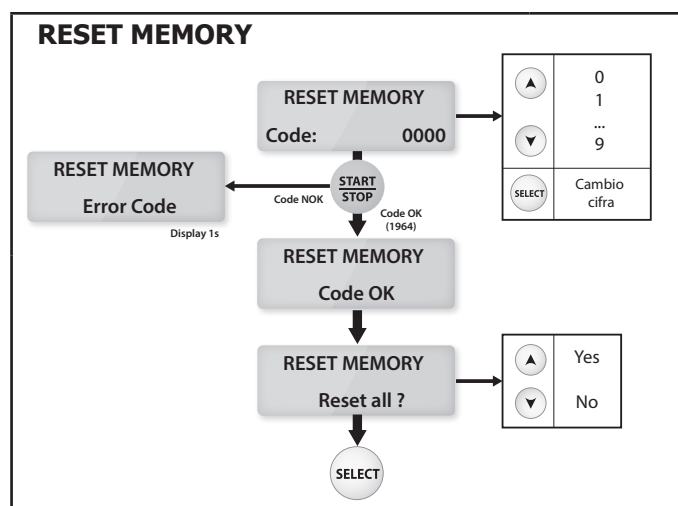 RESET MEMORY
RESET MEMORY
Code: 0000
0
1
...
9
SELECT
Cambio
cifra
START
STOP
Code NOK
RESET MEMORY
Error Code
Display 1s
Code OK
(1964)
RESET MEMORY
Code OK
RESET MEMORY
Reset all ?
Yes
No
SELECT